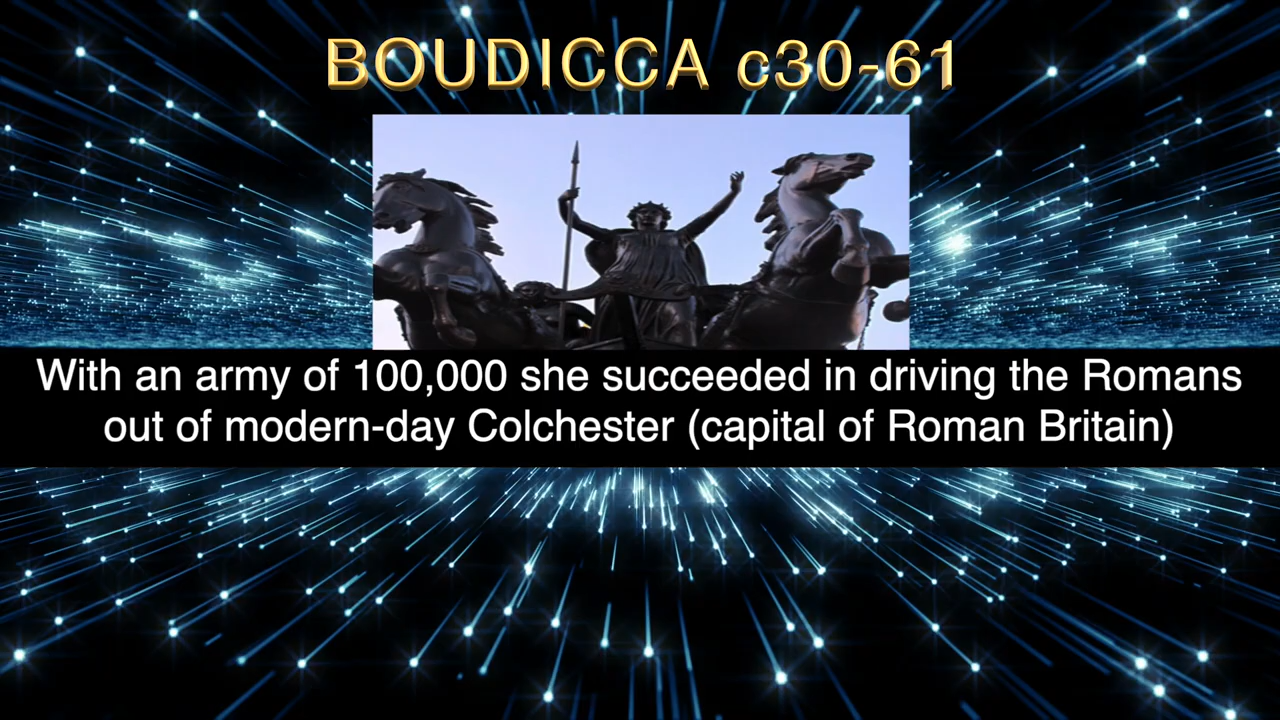 BOUDICCA c30-61
With an army of 100,000 she succeeded in driving the Romans
out of modern-day Colchester (capital of Roman Britain)